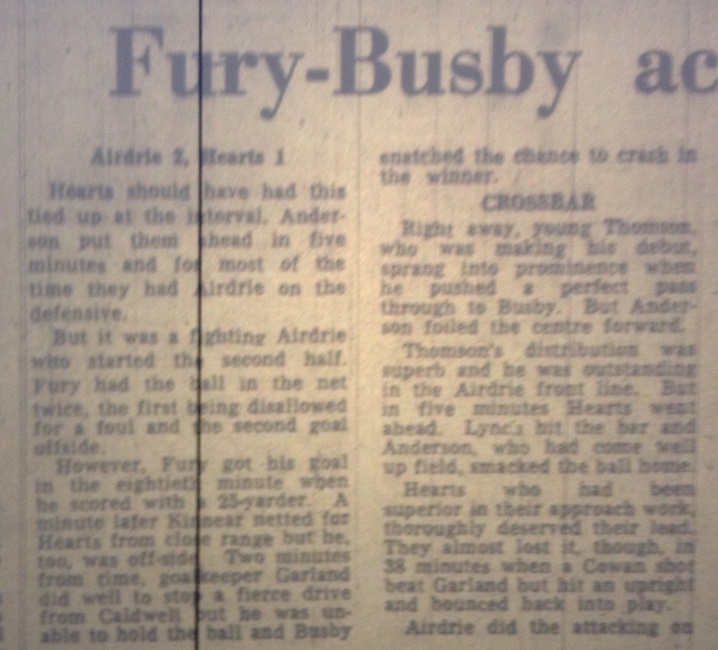 Fury-Busby ac
Airdrie 2, Hearts 1
Hearts should have had this
tied up at the interval. Ander-
son put them ahead in five
minutes and for most of the
time they had Airdrie on the
defensive.
But it was a fighting Airdrie
who started the second half.
Fury had the ball in the net
twice, the first being disallowed
for a foul and the second goal
offside.
However, Fury got his goal
in the eightieth minute when
he scored with a 25-yarder. A
minute later Kinnear netted for
Hearts from close range but he,
too, was off-side. Two minutes
from time, goalkeeper Garland
did well to stop a fierce drive
from Caldwell but he was un-
able to hold the ball and Busby
snatched the chance to crash in
the winner.
CROSSBAR
Right away, young Thomson,
who was making his debut,
sprang into prominence when
he pushed a perfect pass
through to Busby. But Ander-
son foiled the centre forward.
Thomson's distribution was
superb and he was outstanding
in the Airdrie front line. But
in five minutes Hearts went
ahead. Lynch hit the bar and
Anderson, who had come well
up field, smacked the ball home.
Hearts who had been
superior in their approach work,
thoroughly deserved their lead.
They almost lost it, though, in
38 minutes when a Cowan shot
beat Garland but hit an upright
and bounced back into play.
Airdrie did the attacking on